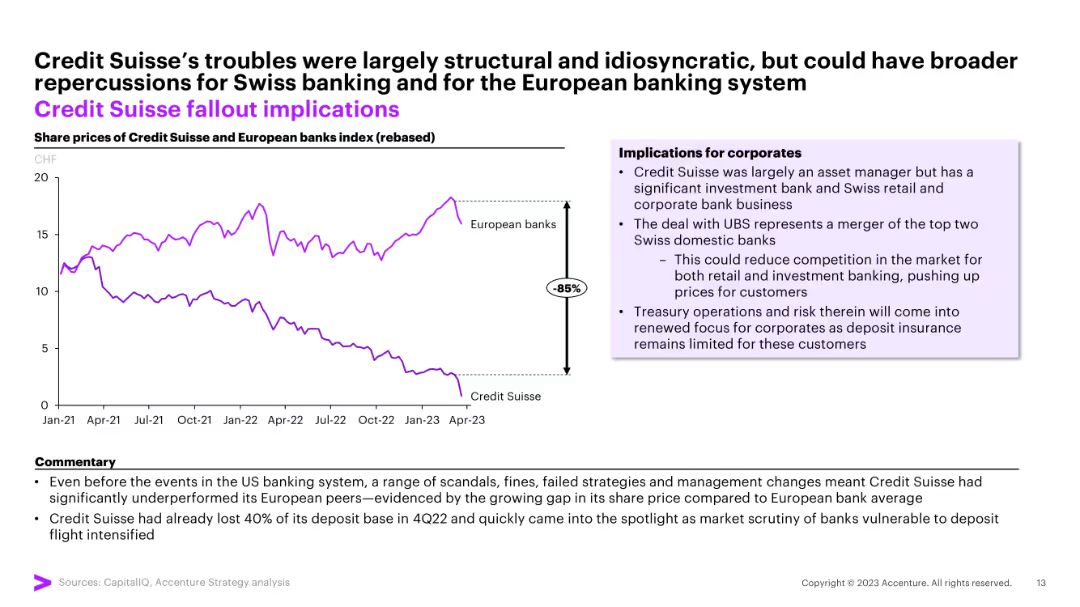 Credit Suisse’s troubles were largely structural and idiosyncratic, but could have broader
repercussions for Swiss banking and for the European banking system
Credit Suisse fallout implications
Share prices of Credit Suisse and European banks index (rebased)
CHF
20
15
10
5
0
European banks
-85%
Credit Suisse
Jan-21 Apr-21 Jul-21 Oct-21 Jan-22 Apr-22 Jul-22 Oct-22 Jan-23 Apr-23
Implications for corporates
• Credit Suisse was largely an asset manager but has a
significant investment bank and Swiss retail and
corporate bank business
• The deal with UBS represents a merger of the top two
Swiss domestic banks
– This could reduce competition in the market for
both retail and investment banking, pushing up
prices for customers
• Treasury operations and risk therein will come into
renewed focus for corporates as deposit insurance
remains limited for these customers
Commentary
• Even before the events in the US banking system, a range of scandals, fines, failed strategies and management changes meant Credit Suisse had
significantly underperformed its European peers—evidenced by the growing gap in its share price compared to European bank average
• Credit Suisse had already lost 40% of its deposit base in 4Q22 and quickly came into the spotlight as market scrutiny of banks vulnerable to deposit
flight intensified
Sources: CapitalIQ, Accenture Strategy analysis
Copyright © 2023 Accenture. All rights reserved.
13